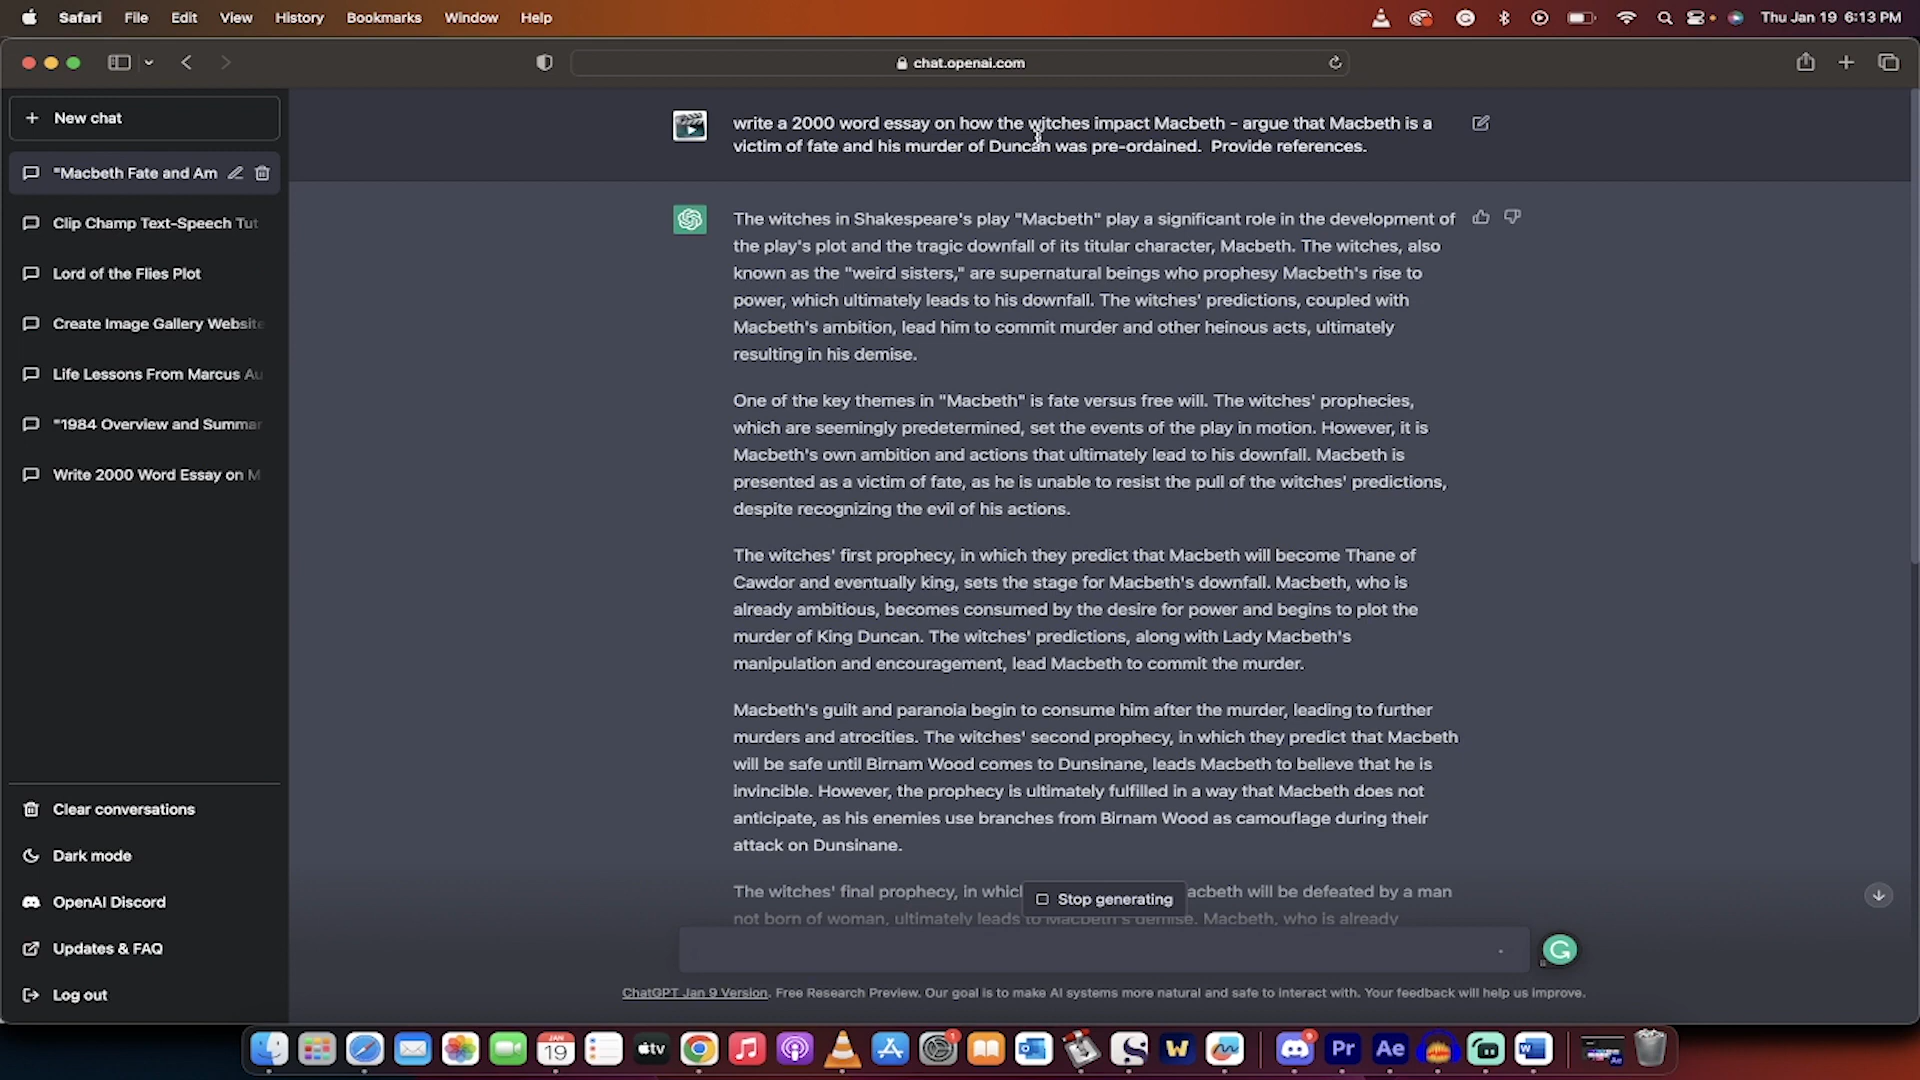 Safari File Edit View History Bookmarks Window Help
Thu Jan 19 6:13 PM
chat.openai.com
New chat
"Macbeth Fate and Am
Clip Champ Text-Speech Tut
Lord of the Flies Plot
Create Image Gallery Website
Life Lessons From Marcus Au
"1984 Overview and Summar
Write 2000 Word Essay on M
Clear conversations
Dark mode
OpenAI Discord
Updates & FAQ
Log out
write a 2000 word essay on how the witches impact Macbeth - argue that Macbeth is a
victim of fate and his murder of Duncan was pre-ordained. Provide references.
The witches in Shakespeare's play "Macbeth" play a significant role in the development of
the play's plot and the tragic downfall of its titular character, Macbeth. The witches, also
known as the "weird sisters," are supernatural beings who prophesy Macbeth's rise to
power, which ultimately leads to his downfall. The witches' predictions, coupled with
Macbeth's ambition, lead him to commit murder and other heinous acts, ultimately
resulting in his demise.
One of the key themes in "Macbeth" is fate versus free will. The witches' prophecies,
which are seemingly predetermined, set the events of the play in motion. However, it is
Macbeth's own ambition and actions that ultimately lead to his downfall. Macbeth is
presented as a victim of fate, as he is unable to resist the pull of the witches' predictions,
despite recognizing the evil of his actions.
The witches' first prophecy, in which they predict that Macbeth will become Thane of
Cawdor and eventually king, sets the stage for Macbeth's downfall. Macbeth, who is
already ambitious, becomes consumed by the desire for power and begins to plot the
murder of King Duncan. The witches' predictions, along with Lady Macbeth's
manipulation and encouragement, lead Macbeth to commit the murder.
Macbeth's guilt and paranoia begin to consume him after the murder, leading to further
murders and atrocities. The witches' second prophecy, in which they predict that Macbeth
will be safe until Birnam Wood comes to Dunsinane, leads Macbeth to believe that he is
invincible. However, the prophecy is ultimately fulfilled in a way that Macbeth does not
anticipate, as his enemies use branches from Birnam Wood as camouflage during their
attack on Dunsinane.
The witches' final prophecy, in whic acbeth will be defeated by a man
Stop generating
not born of woman, ultimately leads to Macbeth's demise. Macbeth, who is already
ChatGPT Jan 9 Version. Free Research Preview. Our goal is to make AI systems more natural and safe to interact with. Your feedback will help us improve.
JAN
19
tv
W
Pr
Ae
W